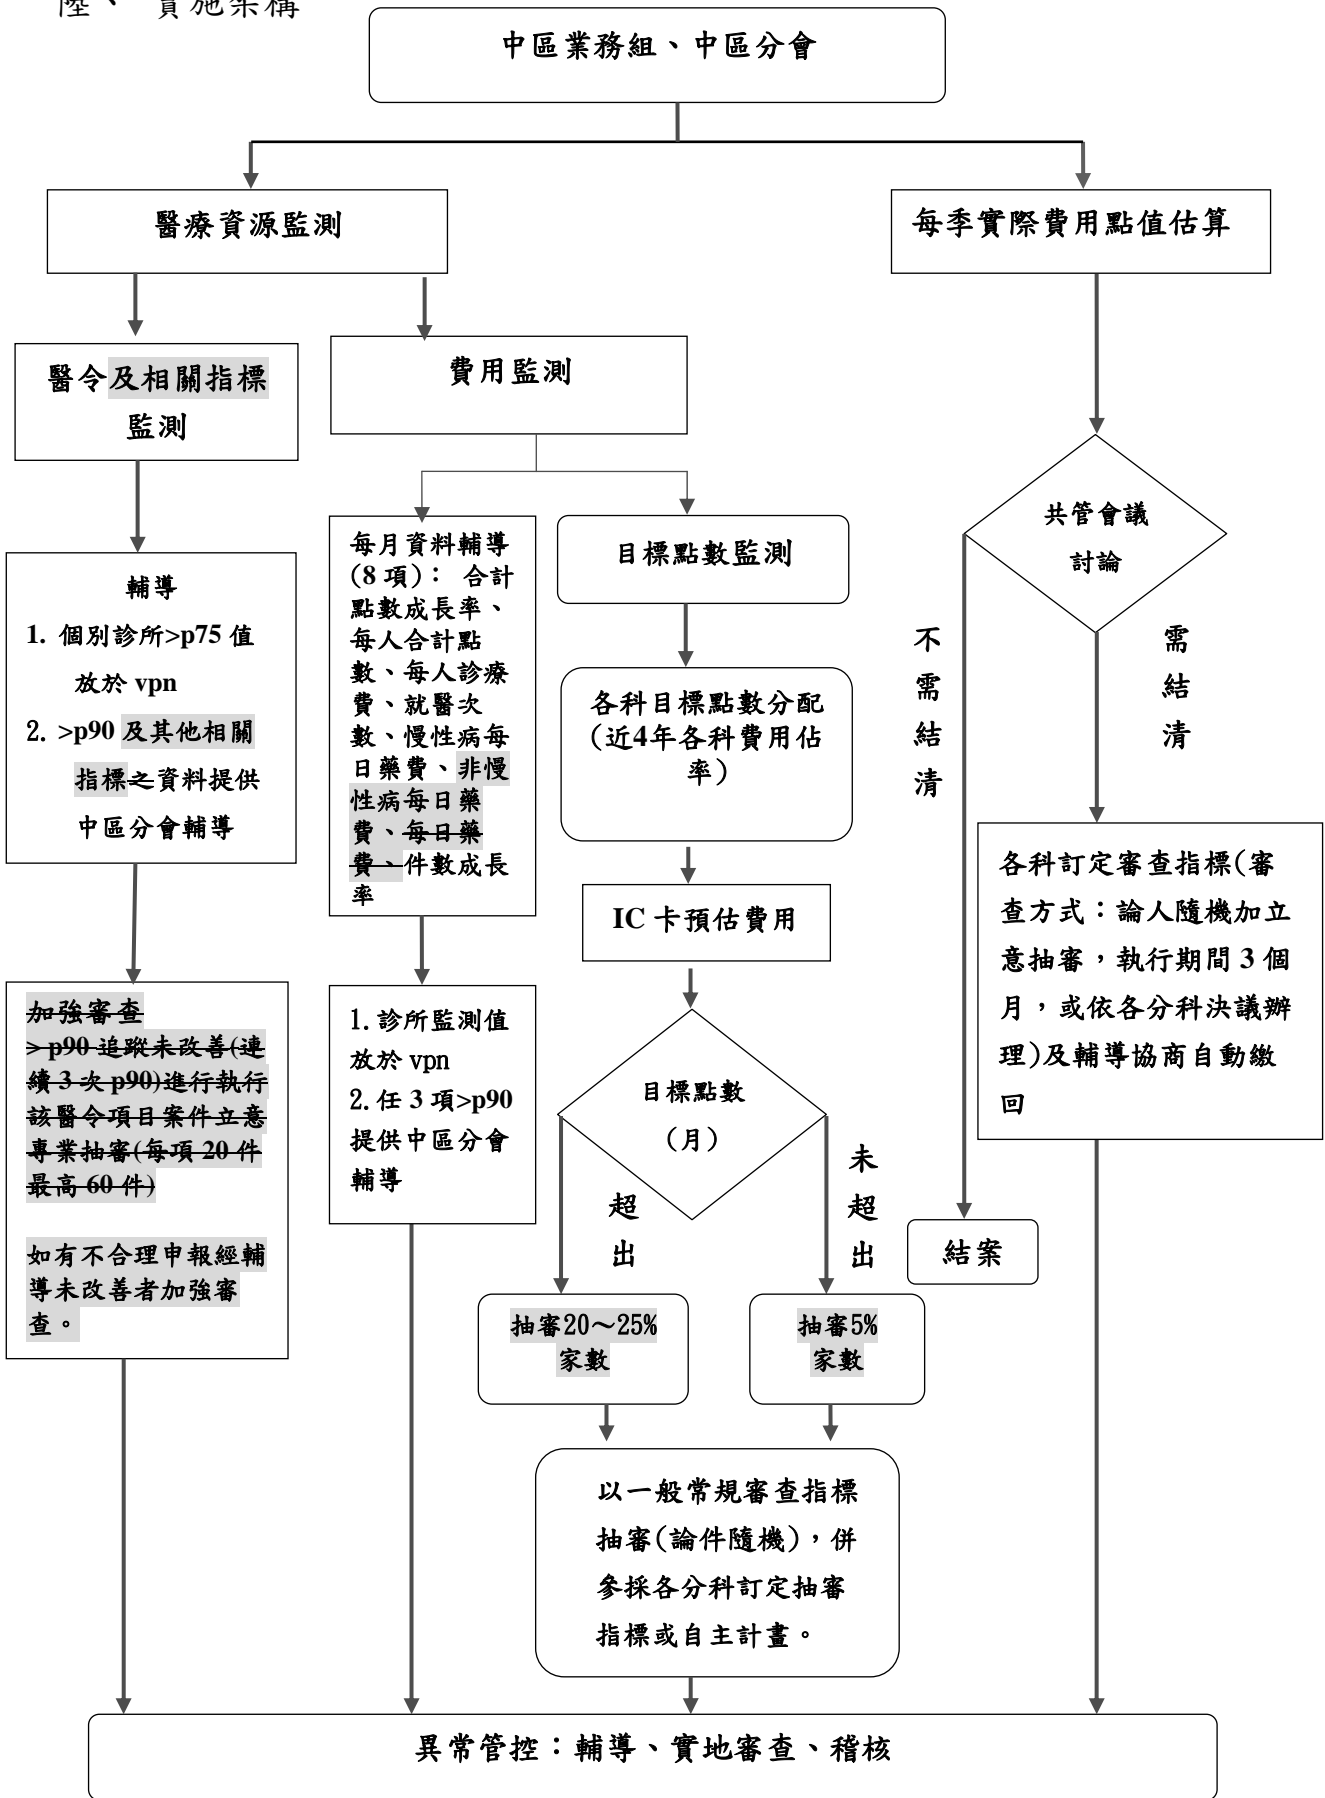 陸、 實施架構
中區業務組、中區分會
醫療資源監測
每季實際費用點值估算
醫令及相關指標
監測
費用監測
共管會議
討論
不需結清
需結清
輔導
1. 個別診所>p75 值
放於 vpn
2. >p90 及其他相關
指標之資料提供
中區分會輔導
每月資料輔導
(8 項)： 合計
點數成長率、
每人合計點
數、每人診療
費、就醫次
數、慢性病每
日藥費、非慢
性病每日藥
費、每日藥
費、件數成長
率
目標點數監測
各科目標點數分配
(近4年各科費用佔
率)
IC 卡預估費用
目標點數
(月)
超出
未超出
各科訂定審查指標(審
查方式：論人隨機加立
意抽審，執行期間 3 個
月，或依各分科決議辦
理)及輔導協商自動繳
回
加強審查
> p90 追蹤未改善(連
續 3 次 p90)進行執行
該醫令項目案件立意
專業抽審(每項 20 件
最高 60 件)
如有不合理申報經輔
導未改善者加強審
查。
1. 診所監測值
放於 vpn
2. 任 3 項>p90
提供中區分會
輔導
結案
抽審20～25%
家數
抽審5%
家數
以一般常規審查指標
抽審(論件隨機)，併
參採各分科訂定抽審
指標或自主計畫。
異常管控：輔導、實地審查、稽核